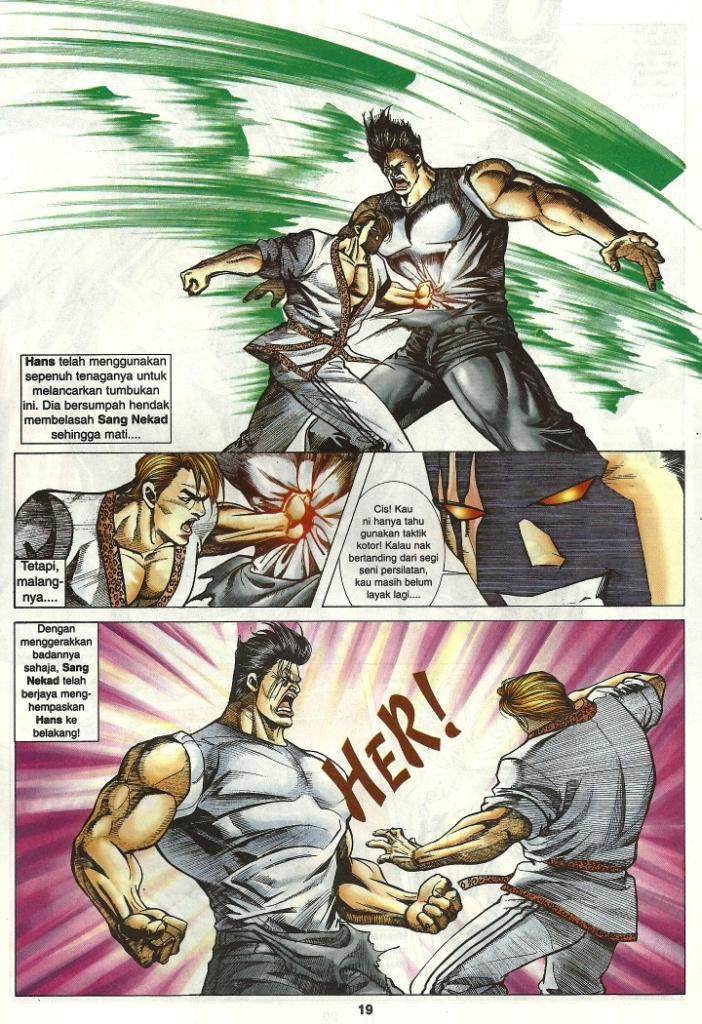 Hans telah menggunakan
sepenuh tenaganya untuk
melancarkan tumbukan
ini. Dia bersumpah hendak
membelasah Sang Nekad
sehingga mati....
Tetapi,
malang-
nya....
Cis! Kau
ni hanya tahu
gunakan taktik
kotor! Kalau nak
bertanding dari segi
seni persilatan,
kau masih belum
layak lagi....
Dengan
menggerakkan
badannya
sahaja, Sang
Nekad telah
berjaya meng-
hempaskan
Hans ke
belakang!
HER!
19